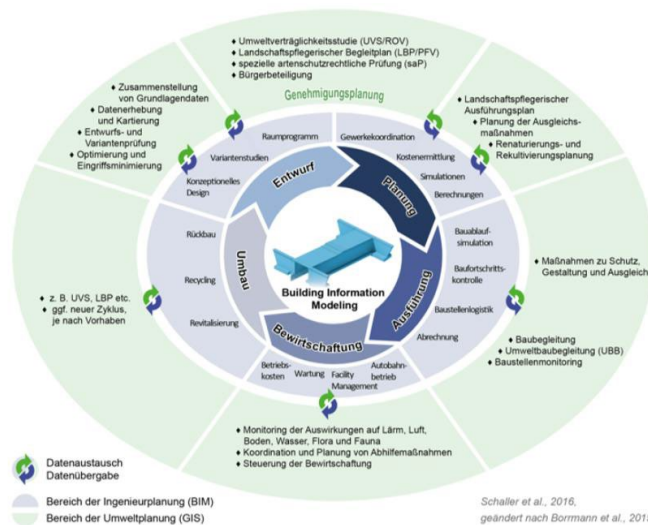 ♦ Umweltverträglichkeitsstudie (UVS/ROV)
♦ Landschaftspflegerischer Begleitplan (LBP/PFV)
♦ spezielle artenschutzrechtliche Prüfung (saP)
♦ Bürgerbeteiligung
Genehmigungsplanung
♦ Zusammenstellung
von Grundlagendaten
♦ Datenerhebung
und Kartierung
♦ Entwurfs- und
Variantenprüfung
♦ Optimierung und
Eingriffsminimierung
♦ Landschaftspflegerischer
Ausführungsplan
♦ Planung der Ausgleichs-
maßnahmen
♦ Renaturierungs- und
Rekultivierungsplanung
Raumprogramm
Variantenstudien
Konzeptionelles
Design
Gewerkekoordination
Kostenermittlung
Simulationen
Berechnungen
Entwurf
Planung
Ausführung
Bewirtschaftung
Umbau
Building Information
Modeling
Rückbau
Recycling
Revitalisierung
Bauablauf-
simulation
Baufortschritts-
kontrolle
Baustellenlogistik
Abrechnung
Betriebs-
kosten
Wartung
Facility
Management
Autobahn-
betrieb
♦ z. B. UVS, LBP etc.
♦ ggf. neuer Zyklus,
je nach Vorhaben
♦ Maßnahmen zu Schutz,
Gestaltung und Ausgleich
♦ Baubegleitung
♦ Umweltbaubegleitung (UBB)
♦ Baustellenmonitoring
♦ Monitoring der Auswirkungen auf Lärm, Luft,
Boden, Wasser, Flora und Fauna
♦ Koordination und Planung von Abhilfemaßnahmen
♦ Steuerung der Bewirtschaftung
Datenaustausch
Datenübergabe
Bereich der Ingenieurplanung (BIM)
Bereich der Umweltplanung (GIS)
Schaller et al., 2016,
geändert nach Borrmann et al.,